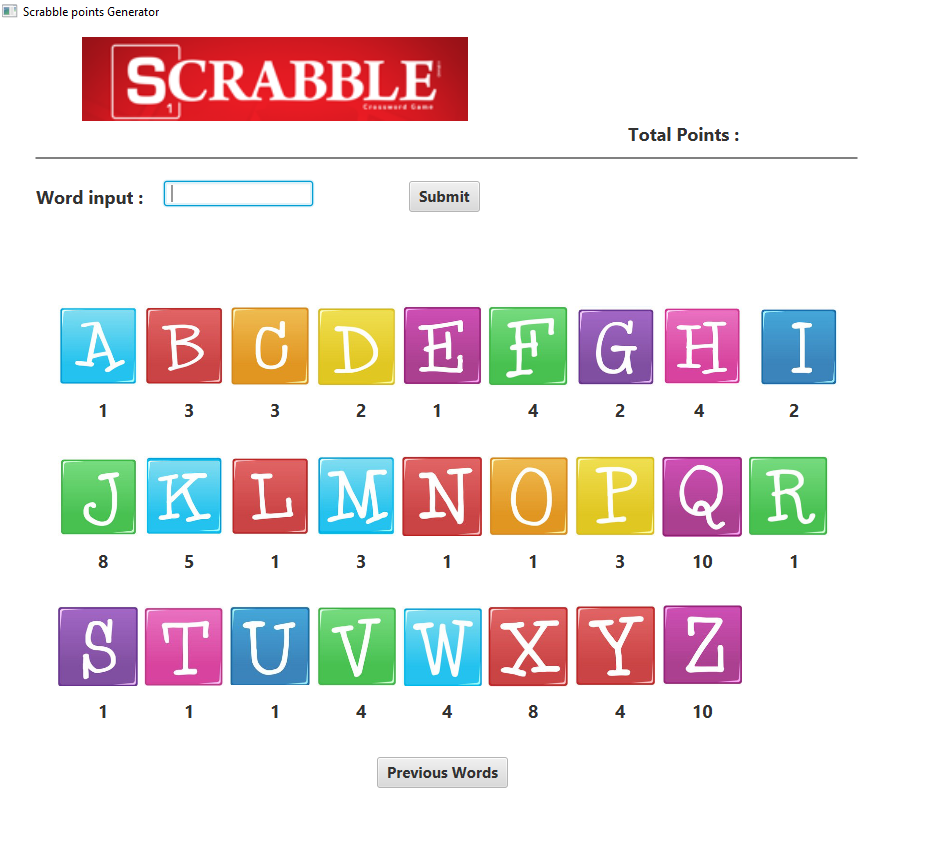 Scrabble points Generator
SCRABBLE
1
Crossword Game
Total Points :
Word input :
Submit
A B C D E F G H I
1 3 3 2 1 4 2 4 2
J K L M N O P Q R
8 5 1 3 1 1 3 10 1
S T U V W X Y Z
1 1 1 4 4 8 4 10
Previous Words